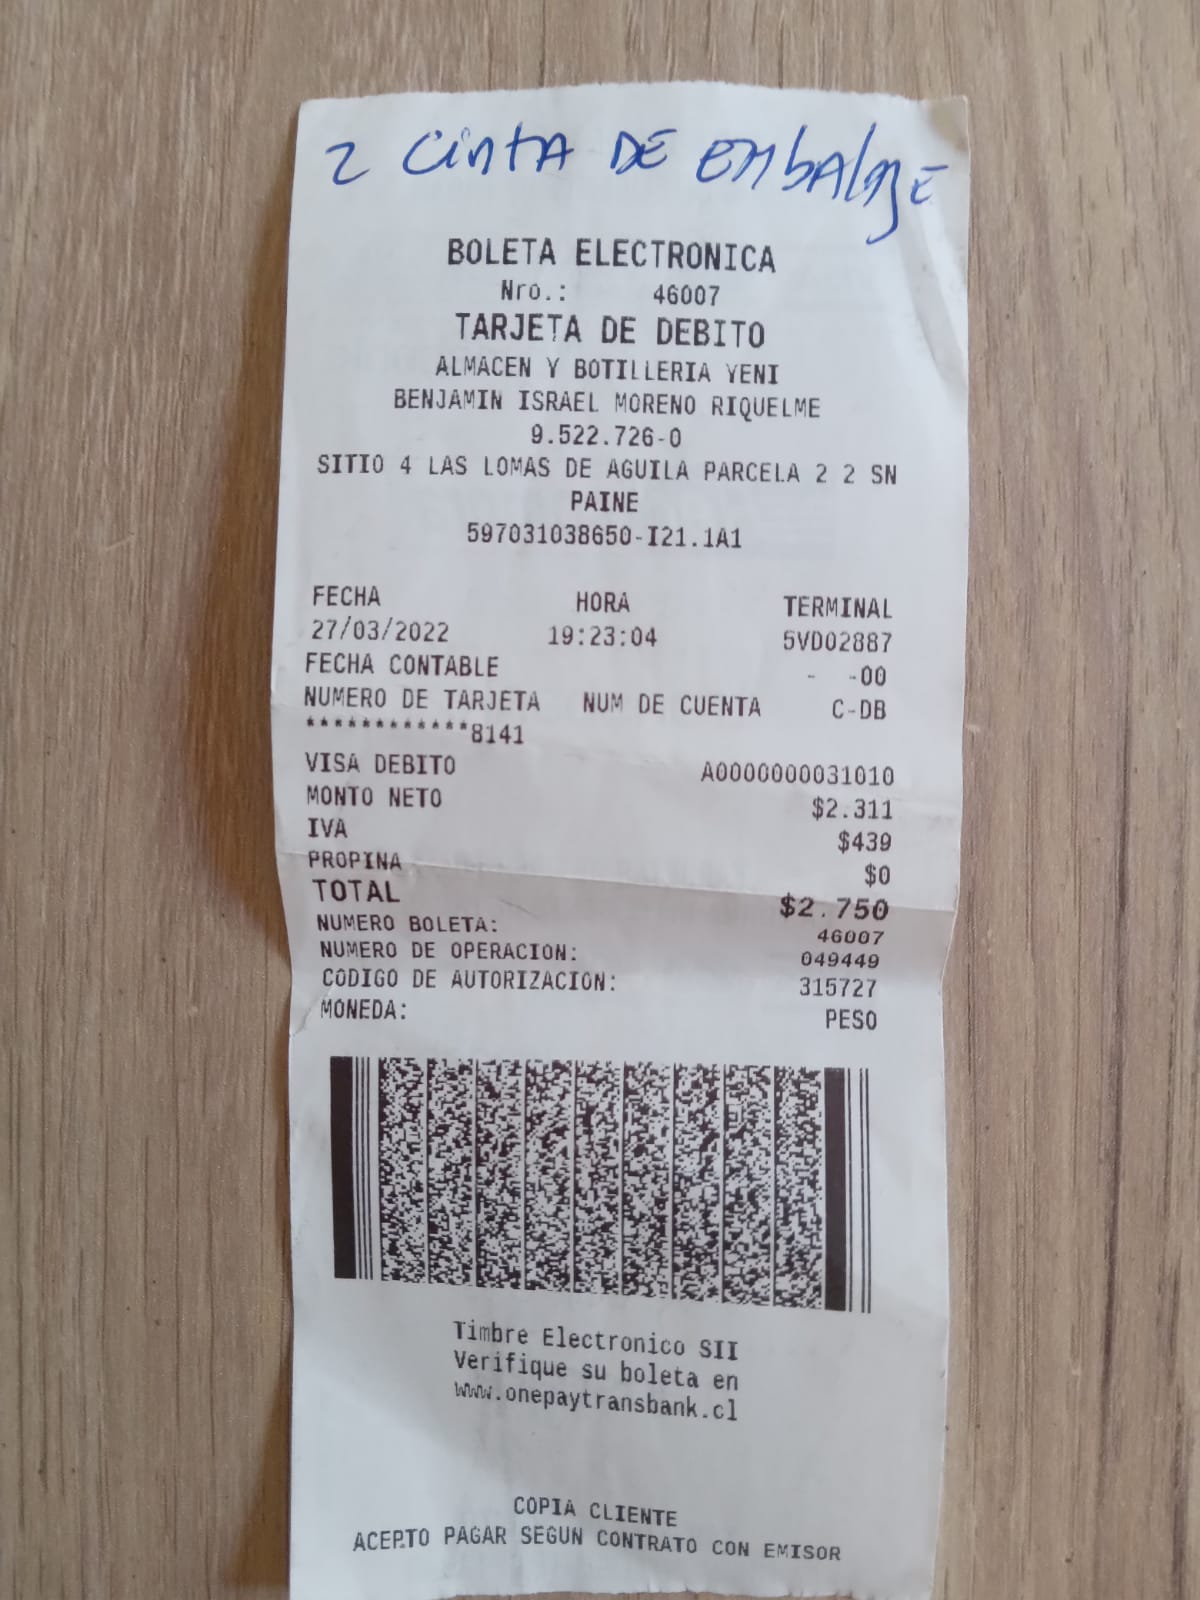 2 CINTA DE EMBALAJE
BOLETA ELECTRONICA
Nro.: 46007
TARJETA DE DEBITO
ALMACEN Y BOTILLERIA YENI
BENJAMIN ISRAEL MORENO RIQUELME
9.522.726-0
SITIO 4 LAS LOMAS DE AGUILA PARCELA 2 2 SN
PAINE
597031038650-I21.1A1
FECHA HORA TERMINAL
27/03/2022 19:23:04 5VD02887
FECHA CONTABLE - -00
NUMERO DE TARJETA NUM DE CUENTA C-DB
************8141
VISA DEBITO A0000000031010
MONTO NETO $2.311
IVA $439
PROPINA $0
TOTAL $2.750
NUMERO BOLETA: 46007
NUMERO DE OPERACION: 049449
CODIGO DE AUTORIZACION: 315727
MONEDA: PESO
Timbre Electronico SII
Verifique su boleta en
www.onepaytransbank.cl
COPIA CLIENTE
ACEPTO PAGAR SEGUN CONTRATO CON EMISOR